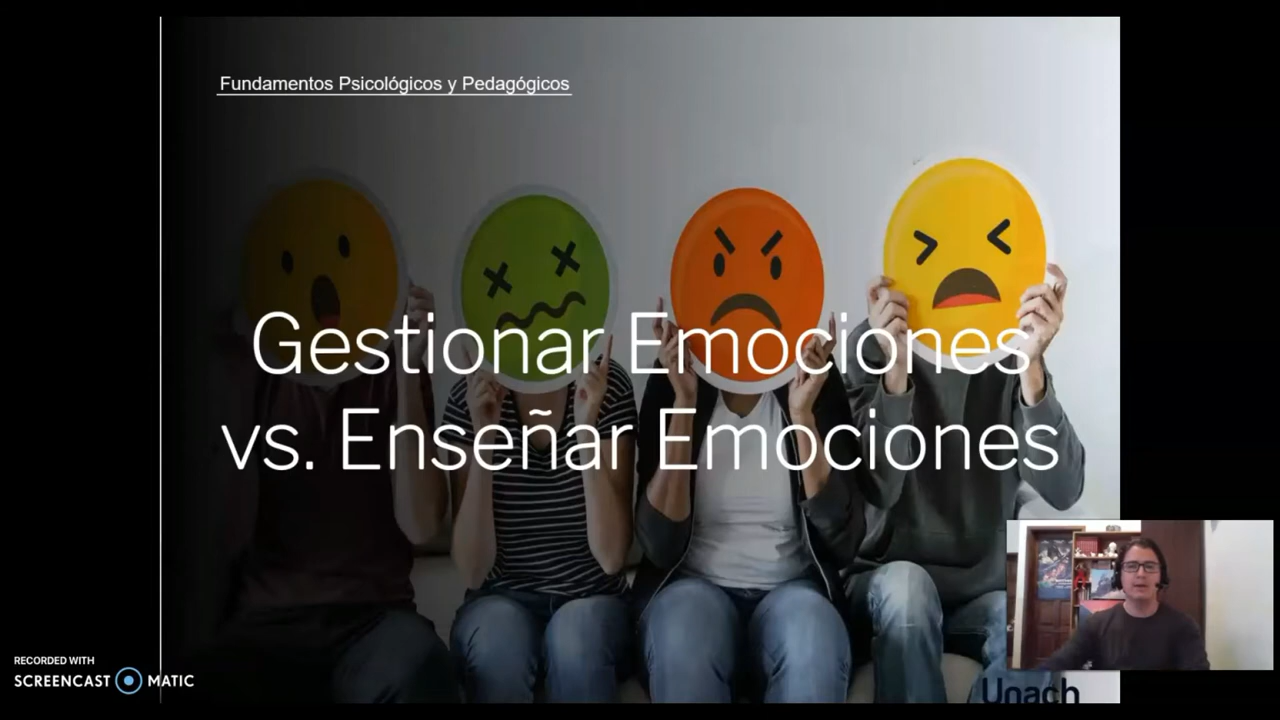 Fundamentos Psicológicos y Pedagógicos
Gestionar Emociones
vs. Enseñar Emociones
Unach
RECORDED WITH
SCREENCAST MATIC